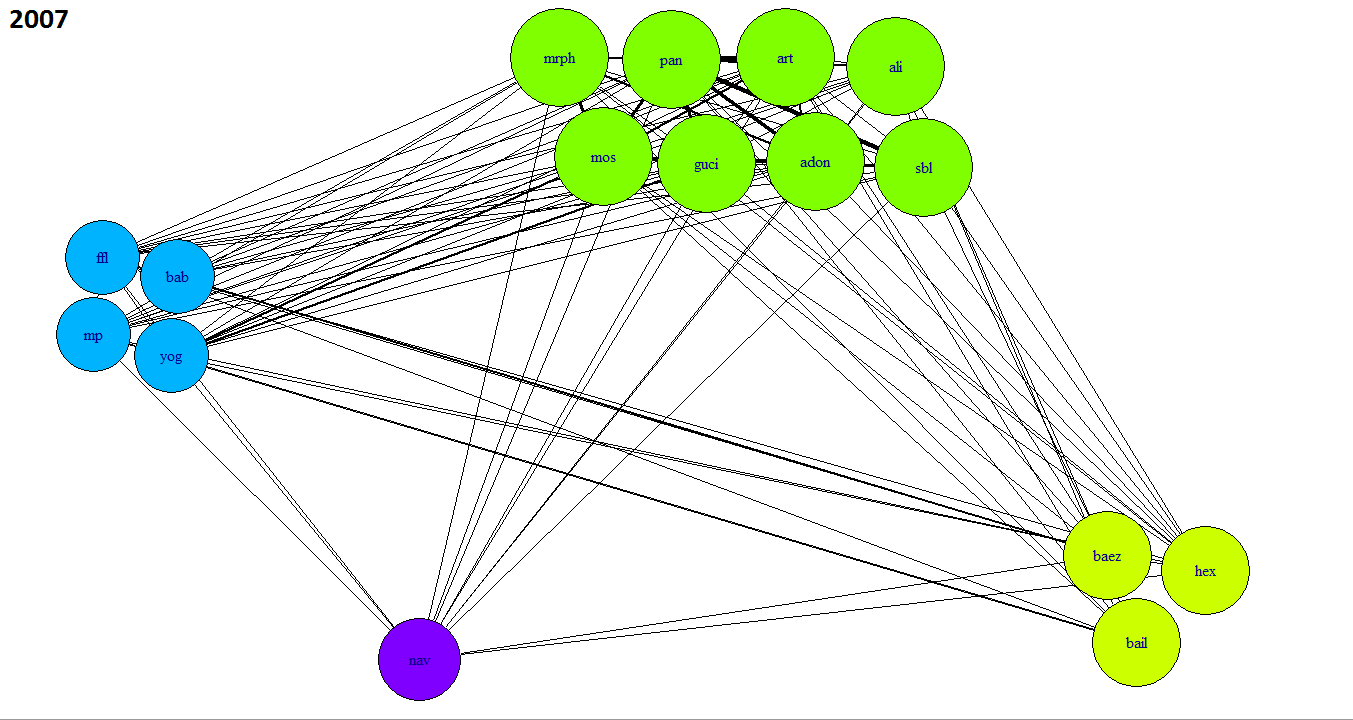 2007
mrph
pan
art
ali
mos
guci
adon
sbl
ffl
bab
mp
yog
baez
hex
bail
nav